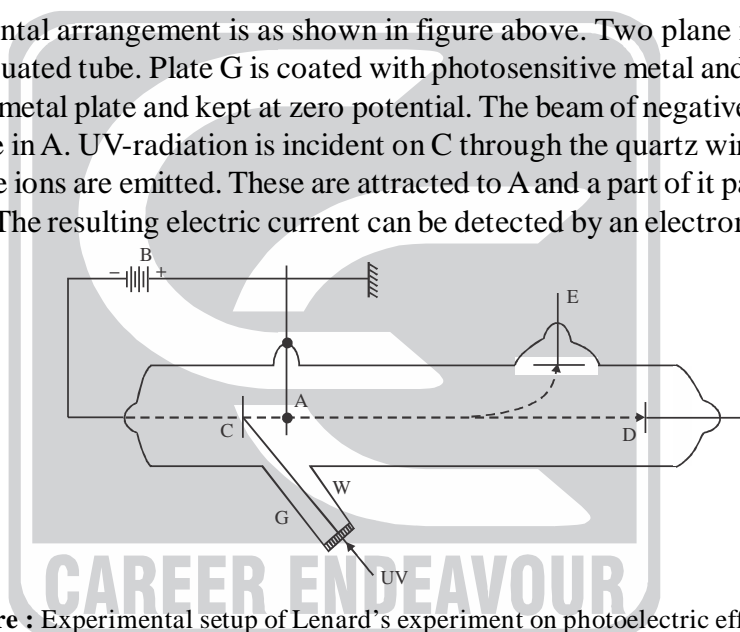 ntal arrangement is as shown in figure above. Two plane
uated tube. Plate G is coated with photosensitive metal and
metal plate and kept at zero potential. The beam of negative
e in A. UV-radiation is incident on C through the quartz win
e ions are emitted. These are attracted to A and a part of it pa
The resulting electric current can be detected by an electron
B
− +
E
A
C
D
W
G
UV
CAREER ENDEAVOUR
re : Experimental setup of Lenard's experiment on photoelectric eff